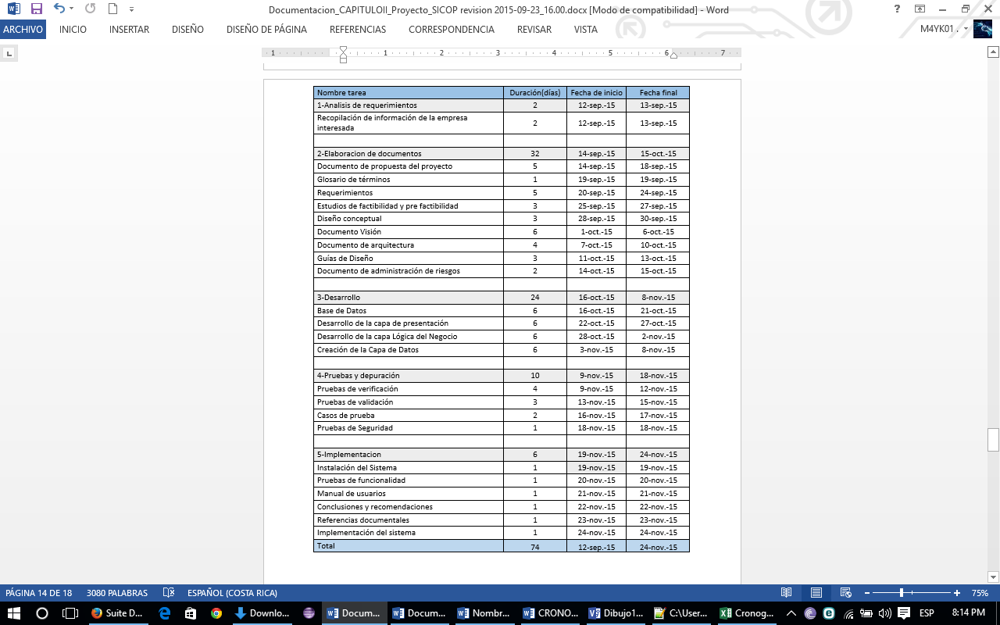 Documentacion_CAPITULOII_Proyecto_SICOP revision 2015-09-23_16.00.docx [Modo de compatibilidad] - Word
ARCHIVO INICIO INSERTAR DISEÑO DISEÑO DE PÁGINA REFERENCIAS CORRESPONDENCIA REVISAR VISTA M4YK01 .
1 1 2 3 4 5 6 7
Nombre tarea Duración(días) Fecha de inicio Fecha final
1-Analisis de requerimientos 2 12-sep.-15 13-sep.-15
Recopilación de información de la empresa
interesada 2 12-sep.-15 13-sep.-15
2-Elaboracion de documentos 32 14-sep.-15 15-oct.-15
Documento de propuesta del proyecto 5 14-sep.-15 18-sep.-15
Glosario de términos 1 19-sep.-15 19-sep.-15
Requerimientos 5 20-sep.-15 24-sep.-15
Estudios de factibilidad y pre factibilidad 3 25-sep.-15 27-sep.-15
Diseño conceptual 3 28-sep.-15 30-sep.-15
Documento Visión 6 1-oct.-15 6-oct.-15
Documento de arquitectura 4 7-oct.-15 10-oct.-15
Guías de Diseño 3 11-oct.-15 13-oct.-15
Documento de administración de riesgos 2 14-oct.-15 15-oct.-15
3-Desarrollo 24 16-oct.-15 8-nov.-15
Base de Datos 6 16-oct.-15 21-oct.-15
Desarrollo de la capa de presentación 6 22-oct.-15 27-oct.-15
Desarrollo de la capa Lógica del Negocio 6 28-oct.-15 2-nov.-15
Creación de la Capa de Datos 6 3-nov.-15 8-nov.-15
4-Pruebas y depuración 10 9-nov.-15 18-nov.-15
Pruebas de verificación 4 9-nov.-15 12-nov.-15
Pruebas de validación 3 13-nov.-15 15-nov.-15
Casos de prueba 2 16-nov.-15 17-nov.-15
Pruebas de Seguridad 1 18-nov.-15 18-nov.-15
5-Implementacion 6 19-nov.-15 24-nov.-15
Instalación del Sistema 1 19-nov.-15 19-nov.-15
Pruebas de funcionalidad 1 20-nov.-15 20-nov.-15
Manual de usuarios 1 21-nov.-15 21-nov.-15
Conclusiones y recomendaciones 1 22-nov.-15 22-nov.-15
Referencias documentales 1 23-nov.-15 23-nov.-15
Implementación del sistema 1 24-nov.-15 24-nov.-15
Total 74 12-sep.-15 24-nov.-15
PÁGINA 14 DE 18 3080 PALABRAS ESPAÑOL (COSTA RICA) 75%
Suite D... Downlo... Docum... Docum... Nombr... CRONO... Dibujo1... C:\User... Cronog... ESP 8:14 PM